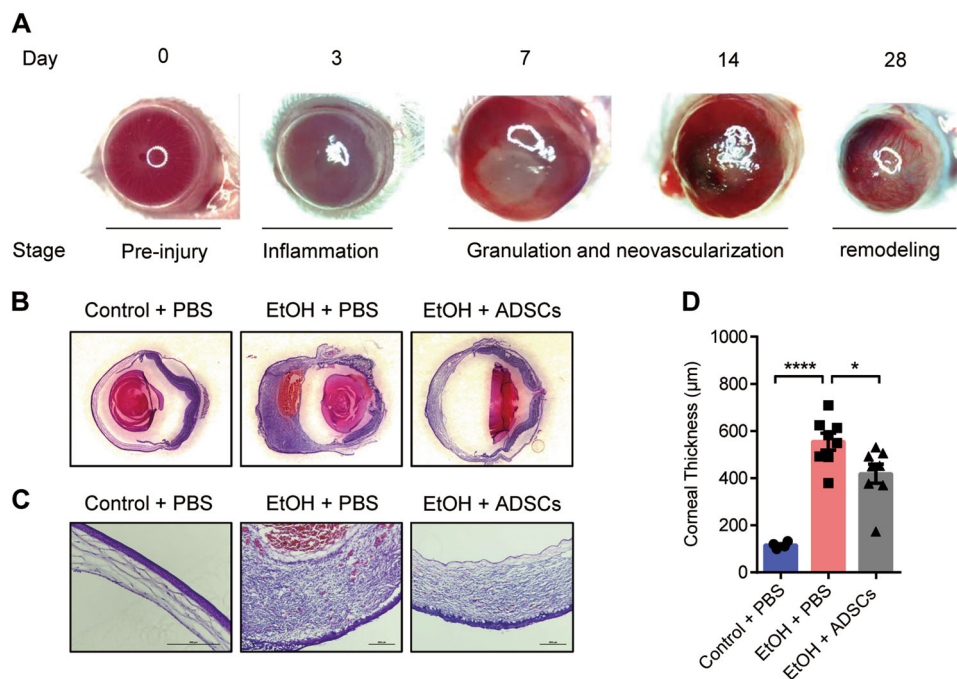 A
Day 0 3 7 14 28
Stage Pre-injury Inflammation Granulation and neovascularization remodeling
B
Control + PBS EtOH + PBS EtOH + ADSCs
C
Control + PBS EtOH + PBS EtOH + ADSCs
D
1000
800
600
400
200
0
Corneal Thickness (µm)
**** *
Control + PBS
EtOH + PBS
EtOH + ADSCs